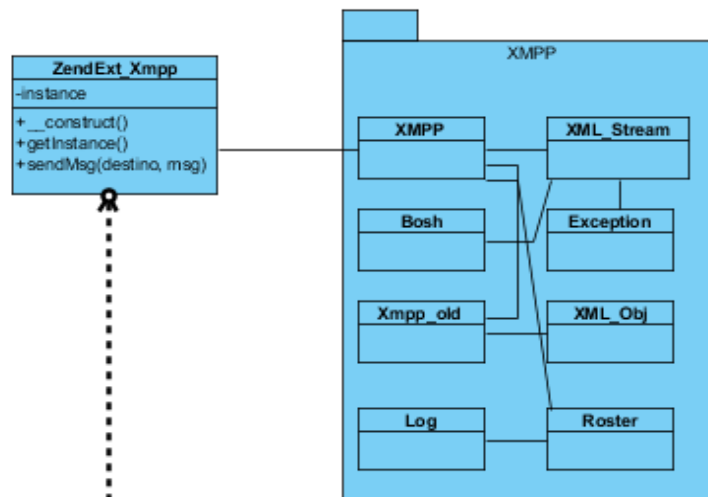 ZendExt_Xmpp
-instance
+__construct()
+getInstance()
+sendMsg(destino, msg)
XMPP
XMPP
XML_Stream
Bosh
Exception
Xmpp_old
XML_Obj
Log
Roster